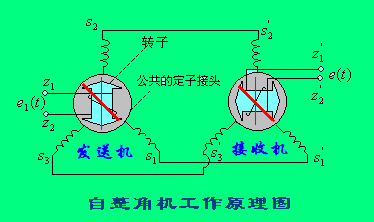 s₂ s₂'
转子
z₁'
z₁ 公共的定子接头 e(t)
e₁(t) z₂'
z₂
s₃ 发送机 s₁ s₃' 接收机 s₁'
自整角机工作原理图